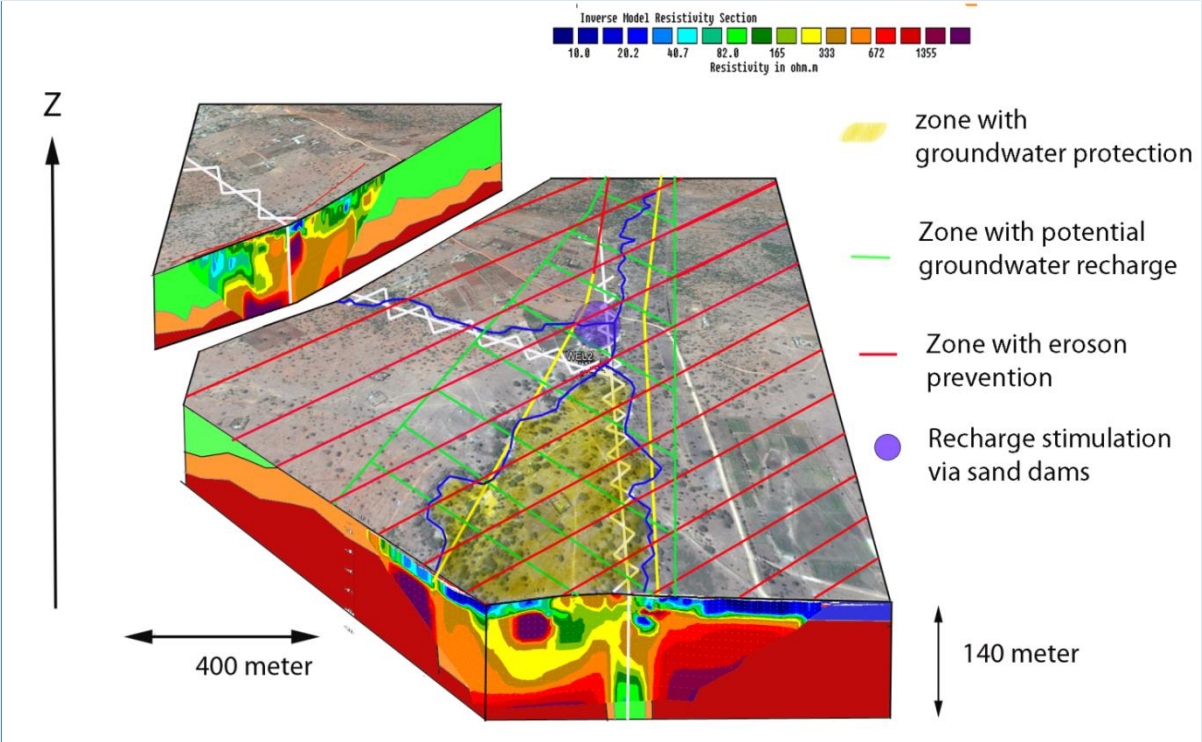 Inverse Model Resistivity Section
10.0 20.2 40.7 82.0 165 333 672 1355
Resistivity in ohm.m
Z
zone with
groundwater protection
Zone with potential
groundwater recharge
Zone with eroson
prevention
Recharge stimulation
via sand dams
WEL2
400 meter
140 meter